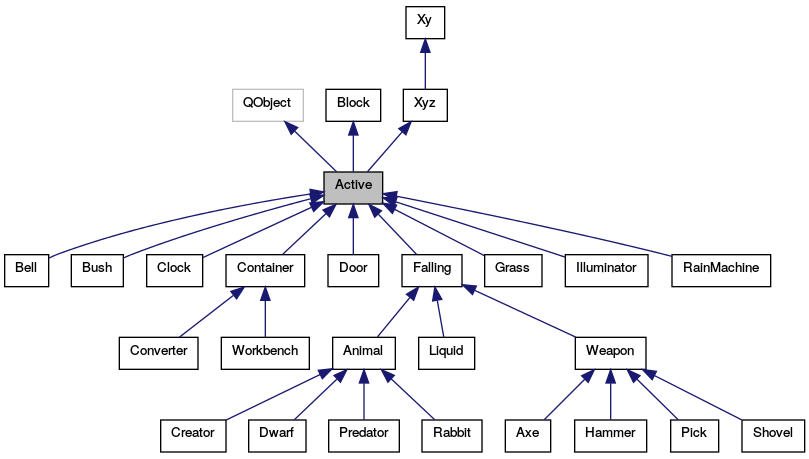 Xy
QObject
Block
Xyz
Active
Bell
Bush
Clock
Container
Door
Falling
Grass
Illuminator
RainMachine
Converter
Workbench
Animal
Liquid
Weapon
Creator
Dwarf
Predator
Rabbit
Axe
Hammer
Pick
Shovel